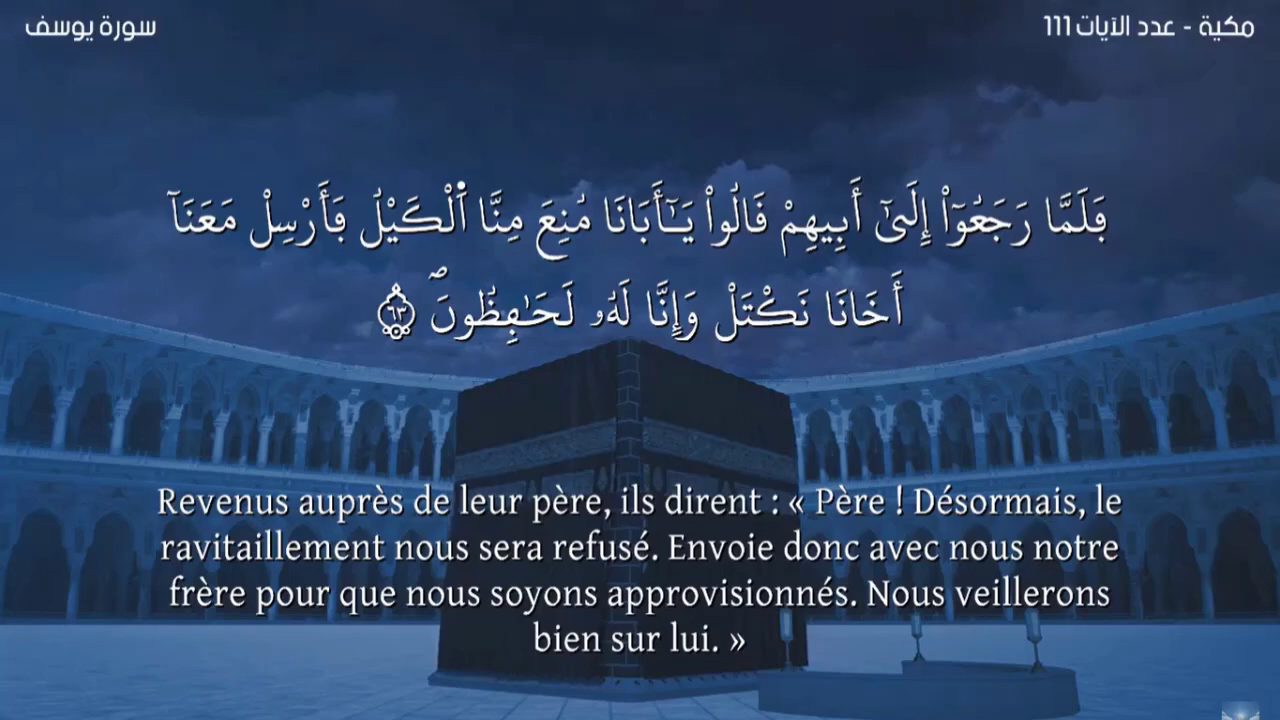 مكية - عدد الآيات 111
سورة يوسف
فَلَمَّا رَجَعُوٓا۟ إِلَىٰٓ أَبِيهِمْ قَالُوا۟ يَـٰٓأَبَانَا مُنِعَ مِنَّا ٱلْكَيْلُ فَأَرْسِلْ مَعَنَآ
أَخَانَا نَكْتَلْ وَإِنَّا لَهُۥ لَحَـٰفِظُونَ ۝٦٣
Revenus auprès de leur père, ils dirent : « Père ! Désormais, le
ravitaillement nous sera refusé. Envoie donc avec nous notre
frère pour que nous soyons approvisionnés. Nous veillerons
bien sur lui. »